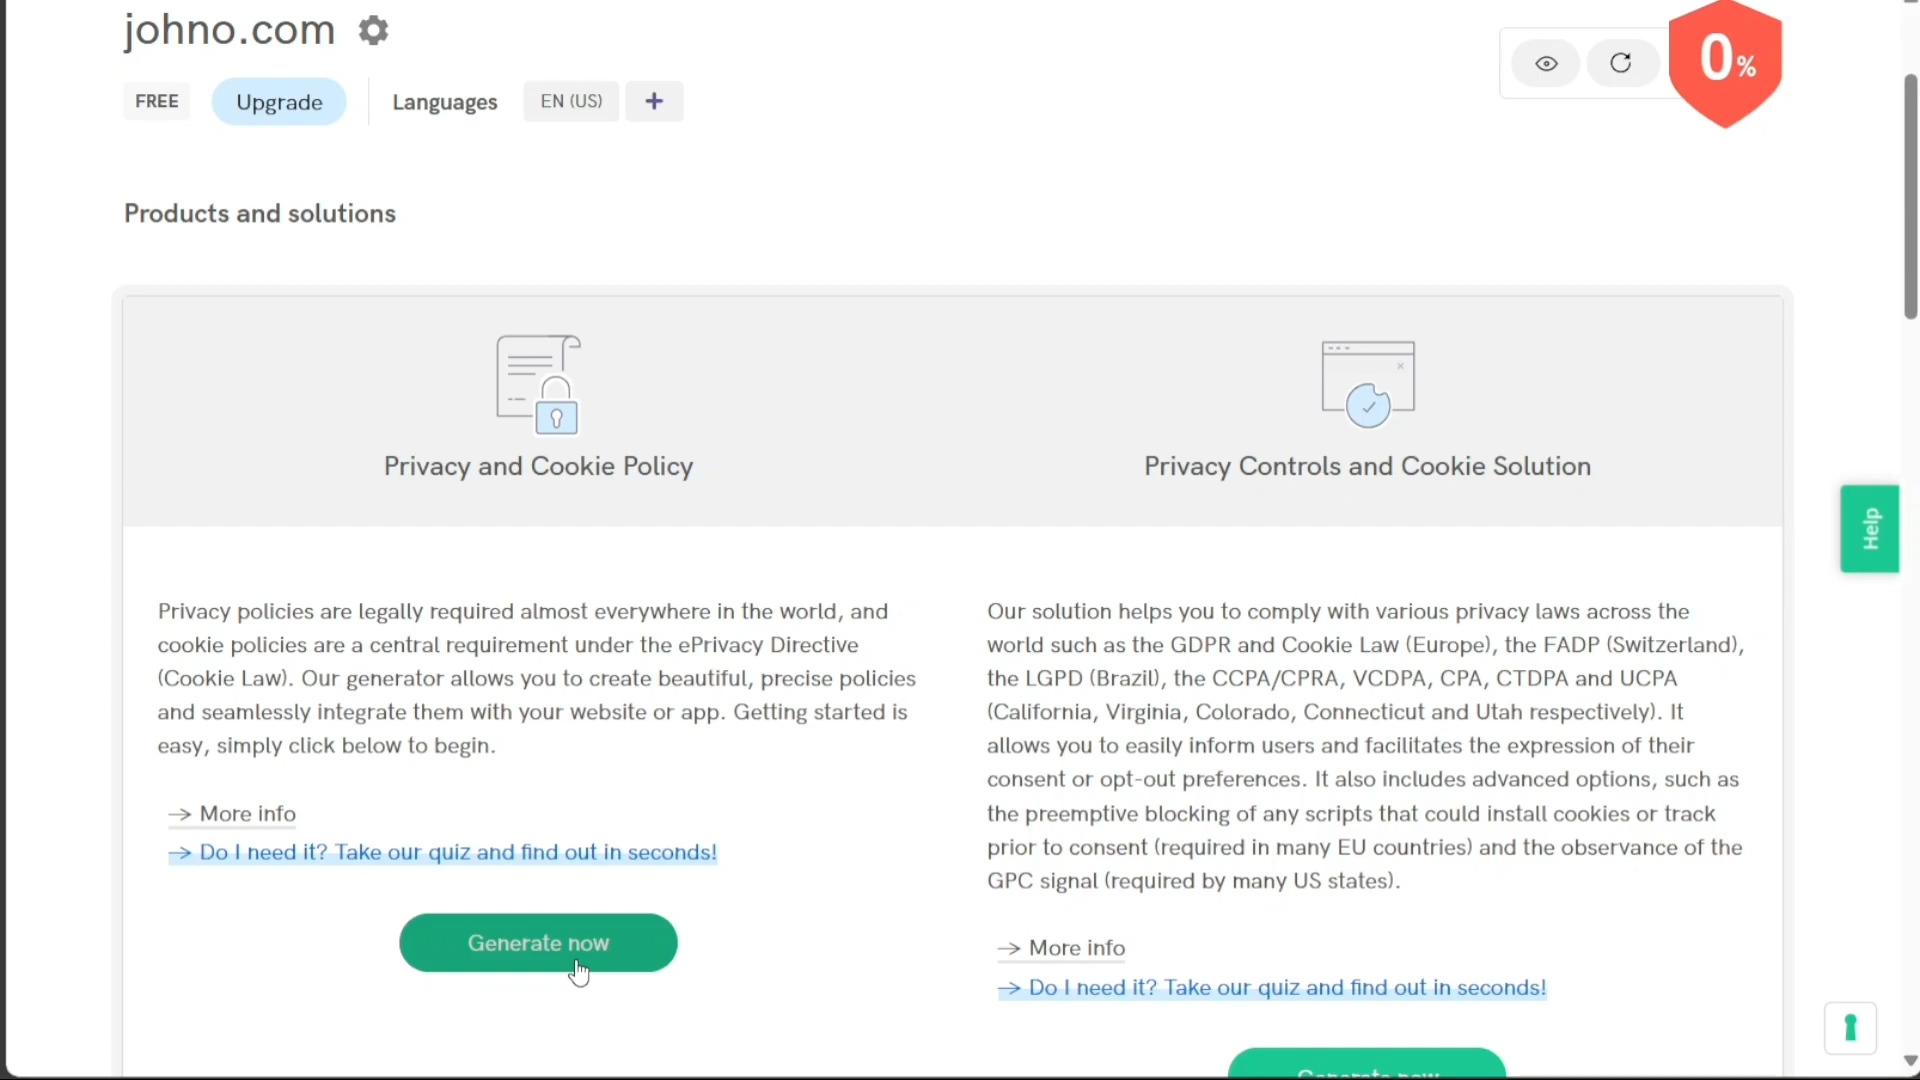 johno.com
0%
FREE
Upgrade
Languages
EN (US)
+
Products and solutions
Privacy and Cookie Policy
Privacy policies are legally required almost everywhere in the world, and
cookie policies are a central requirement under the ePrivacy Directive
(Cookie Law). Our generator allows you to create beautiful, precise policies
and seamlessly integrate them with your website or app. Getting started is
easy, simply click below to begin.
→ More info
→ Do I need it? Take our quiz and find out in seconds!
Generate now
Privacy Controls and Cookie Solution
Our solution helps you to comply with various privacy laws across the
world such as the GDPR and Cookie Law (Europe), the FADP (Switzerland),
the LGPD (Brazil), the CCPA/CPRA, VCDPA, CPA, CTDPA and UCPA
(California, Virginia, Colorado, Connecticut and Utah respectively). It
allows you to easily inform users and facilitates the expression of their
consent or opt-out preferences. It also includes advanced options, such as
the preemptive blocking of any scripts that could install cookies or track
prior to consent (required in many EU countries) and the observance of the
GPC signal (required by many US states).
→ More info
→ Do I need it? Take our quiz and find out in seconds!
Generate now
Help